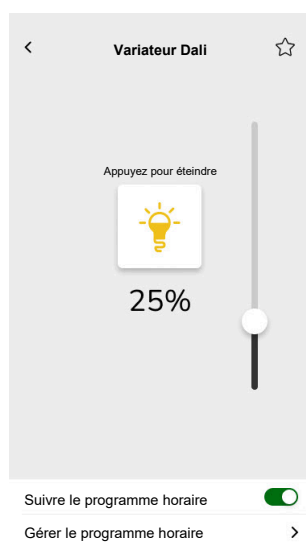 Variateur Dali
Appuyez pour éteindre
25%
Suivre le programme horaire
Gérer le programme horaire